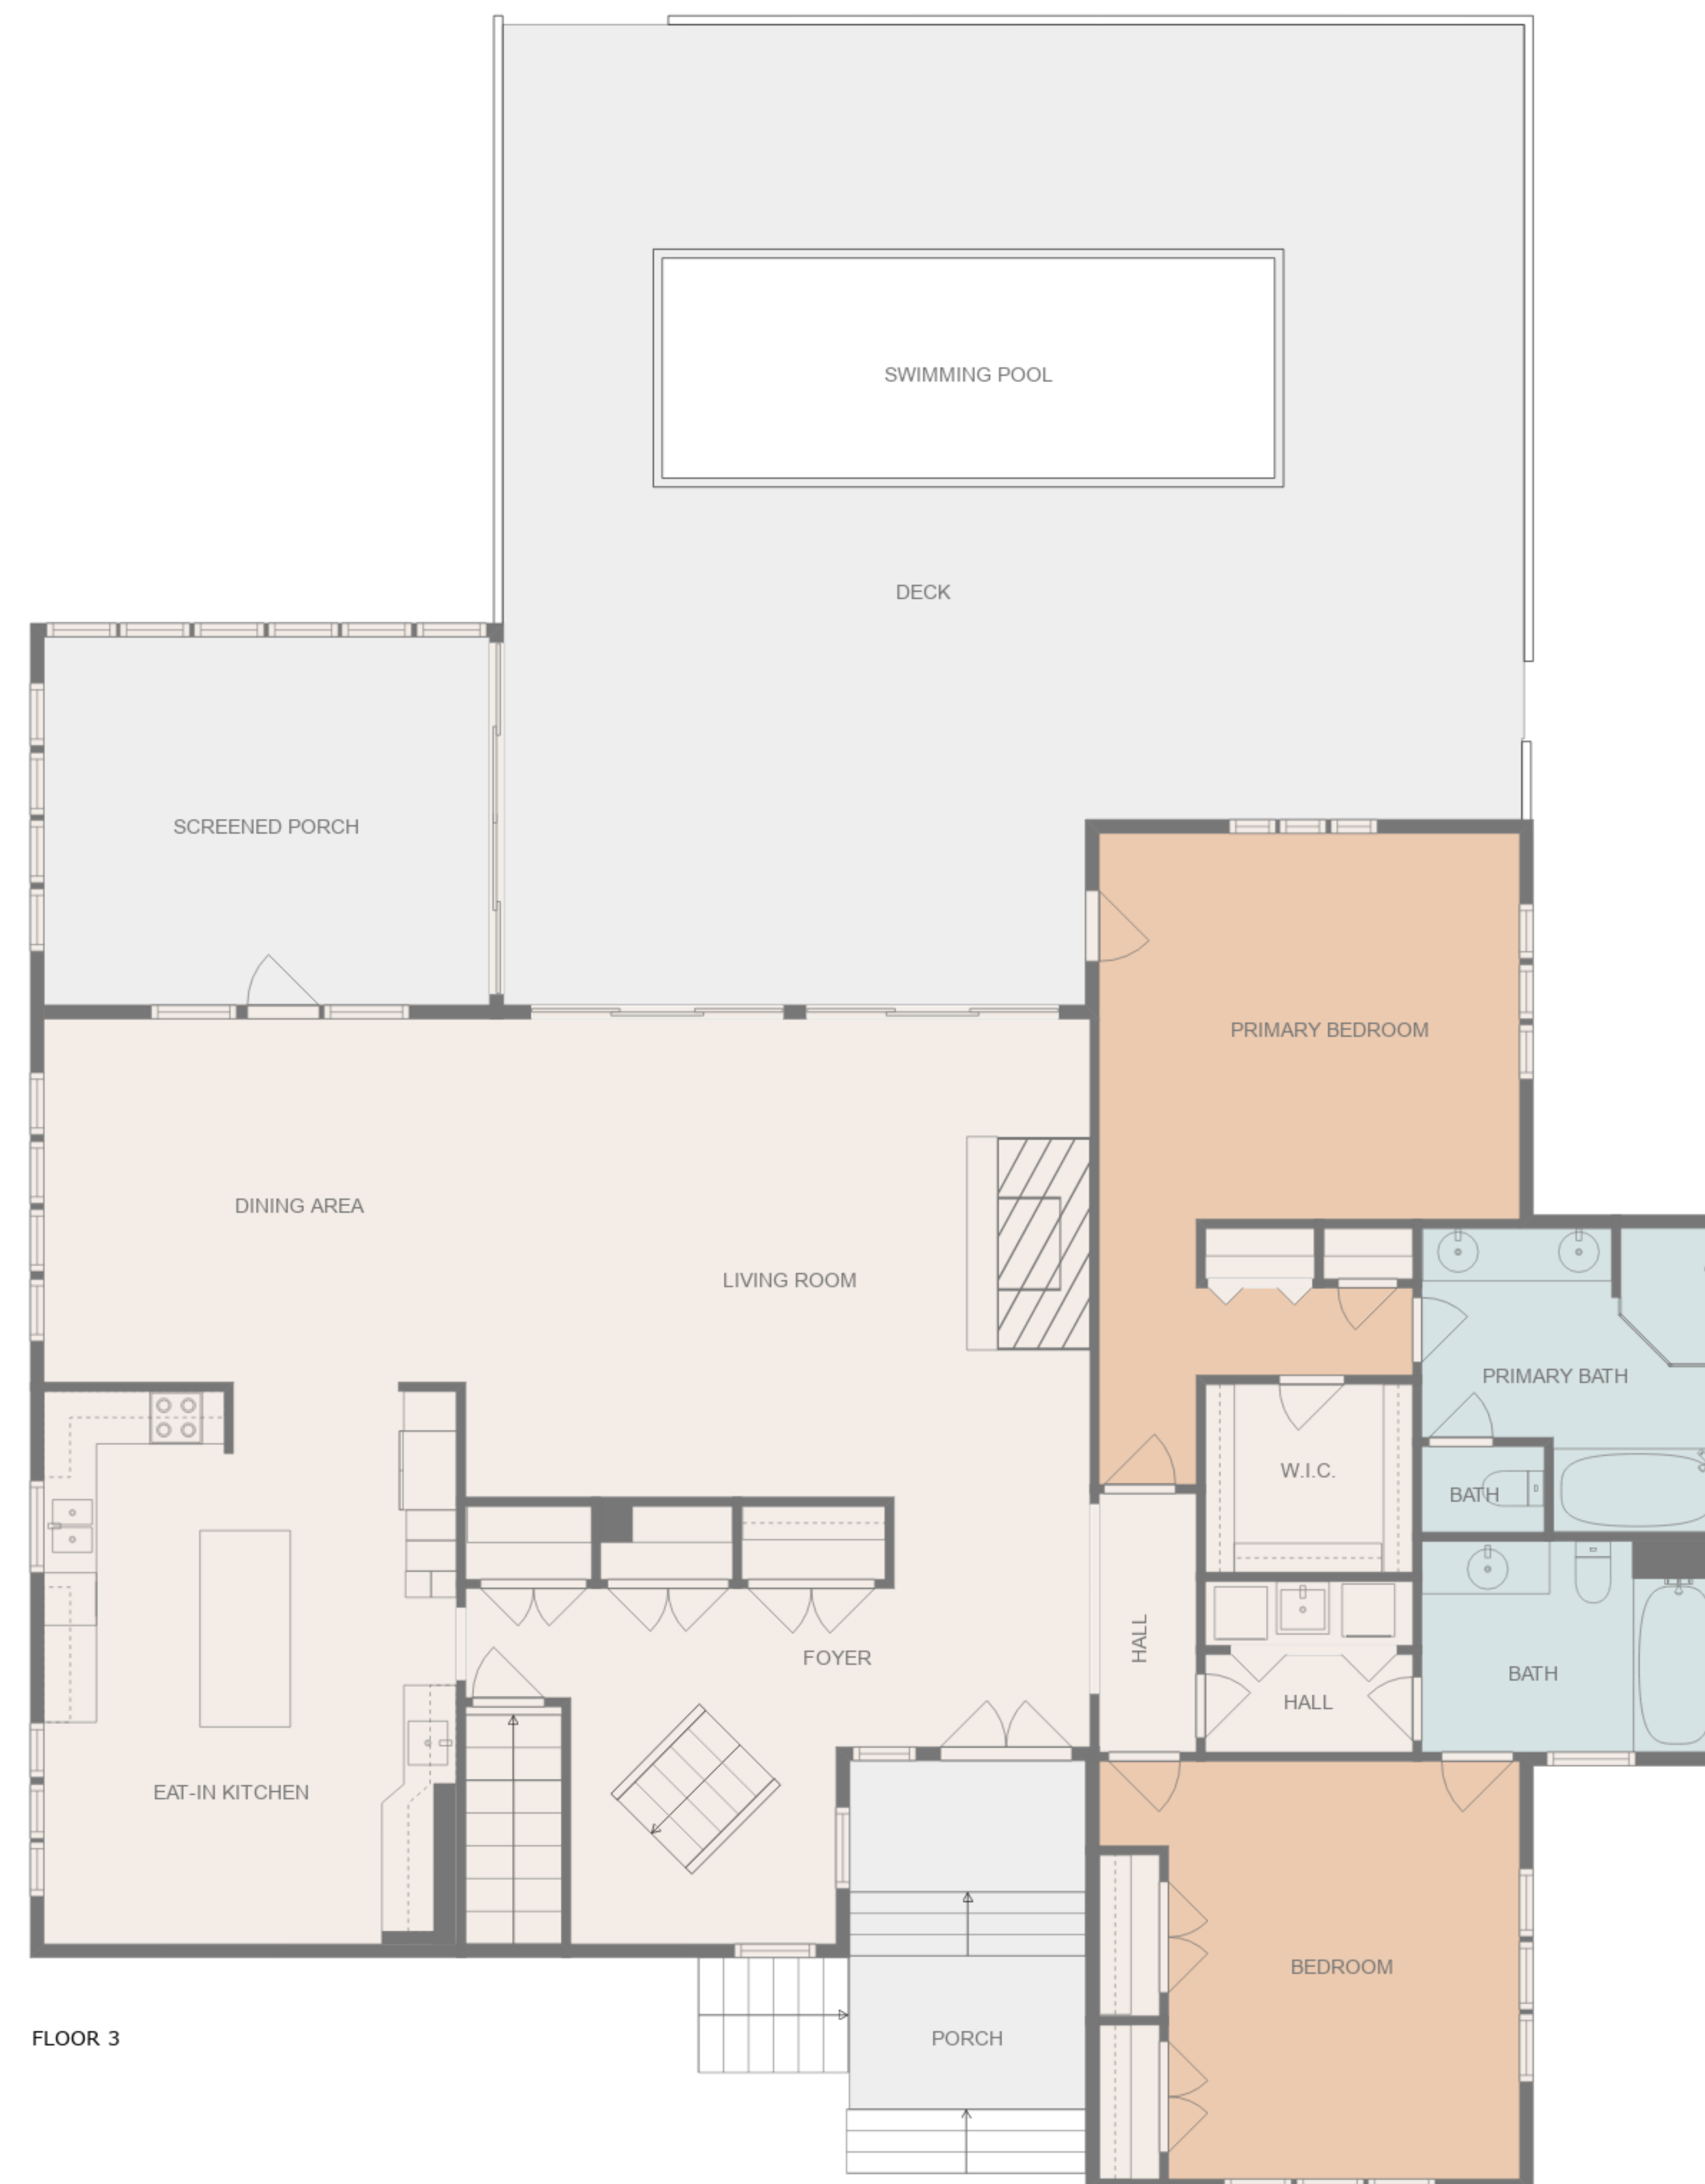 SWIMMING POOL
DECK
SCREENED PORCH
PRIMARY BEDROOM
DINING AREA
LIVING ROOM
PRIMARY BATH
W.I.C.
BATH
HALL
FOYER
BATH
HALL
EAT-IN KITCHEN
BEDROOM
FLOOR 3
PORCH